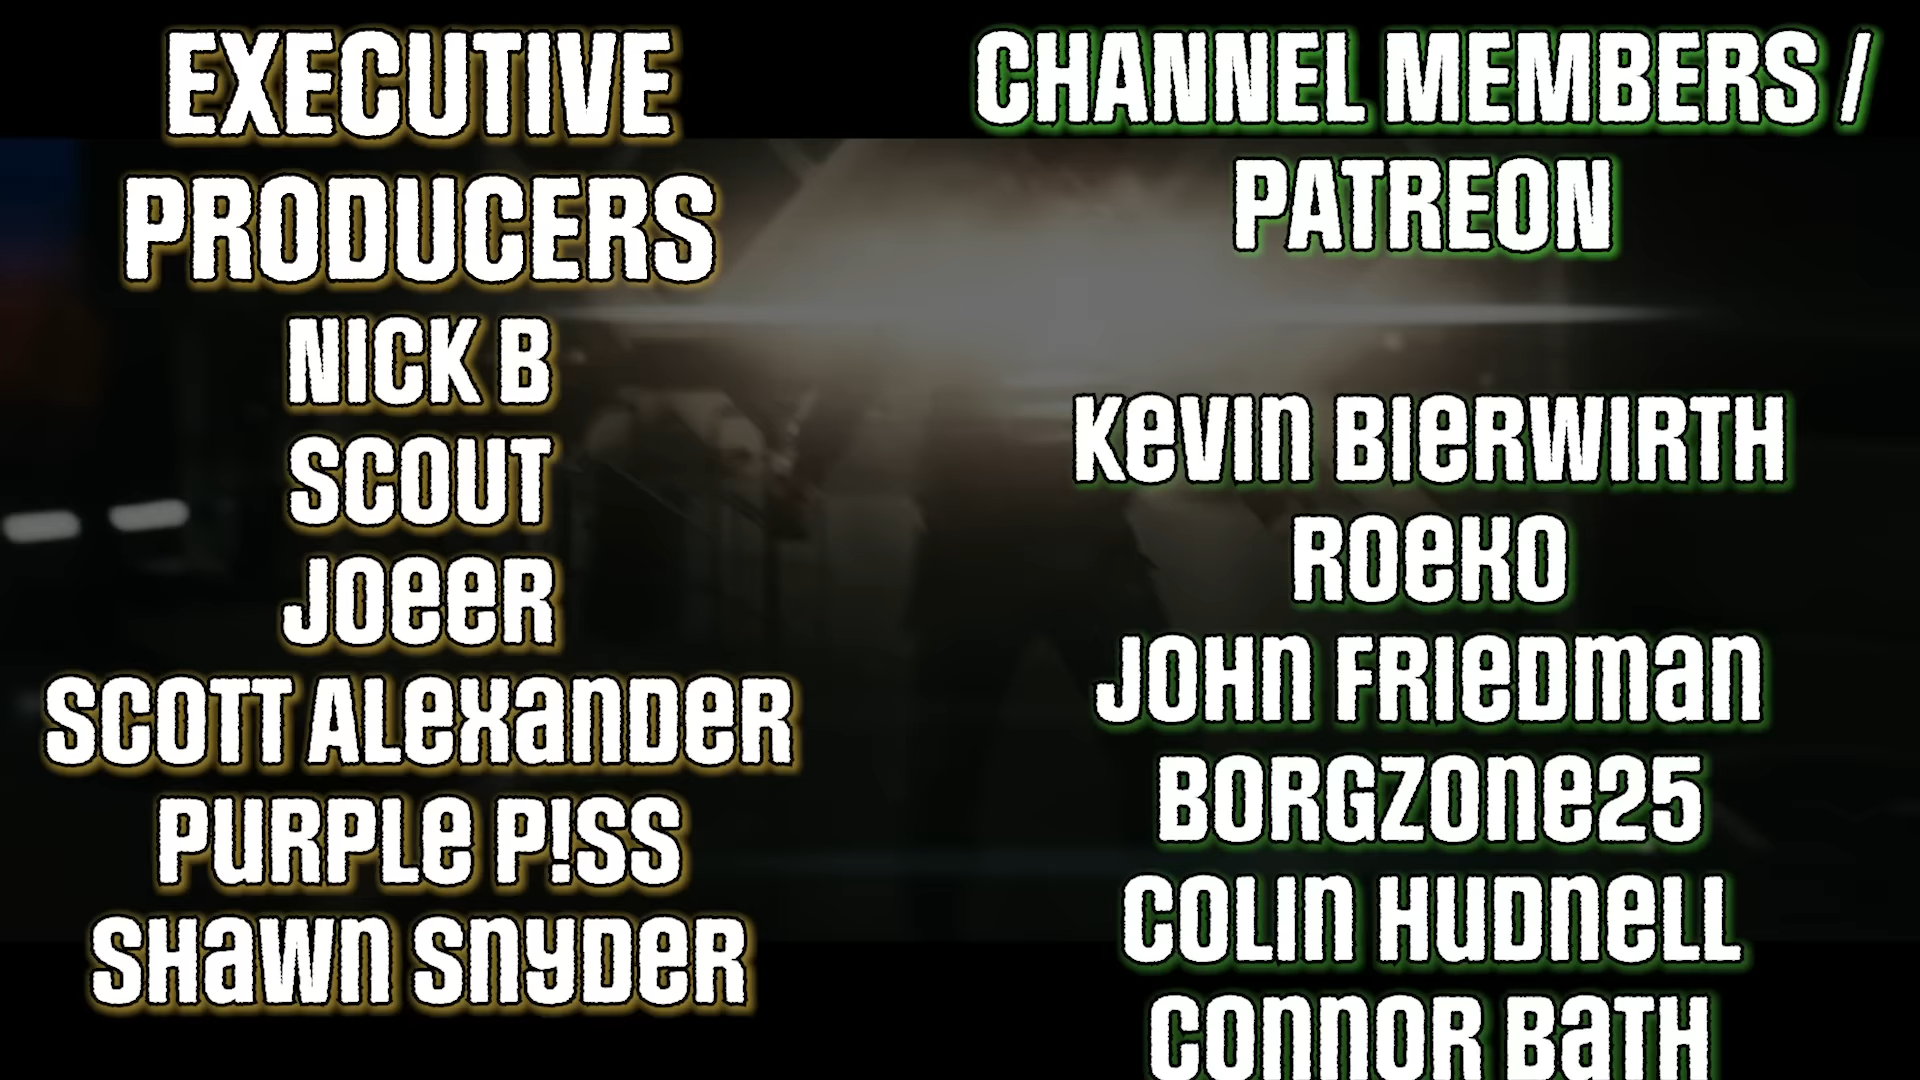 EXECUTIVE
PRODUCERS
NICK B
SCOUT
JOeeR
SCOTT ALexanDeR
PURPLe P!SS
SHawn SnyDeR
CHANNEL MEMBERS /
PATREON
Kevin BieRWIRTH
ROeKO
JOHn FRieDman
BORGZOne25
COLin HuDneLL
COnnOR BaTH